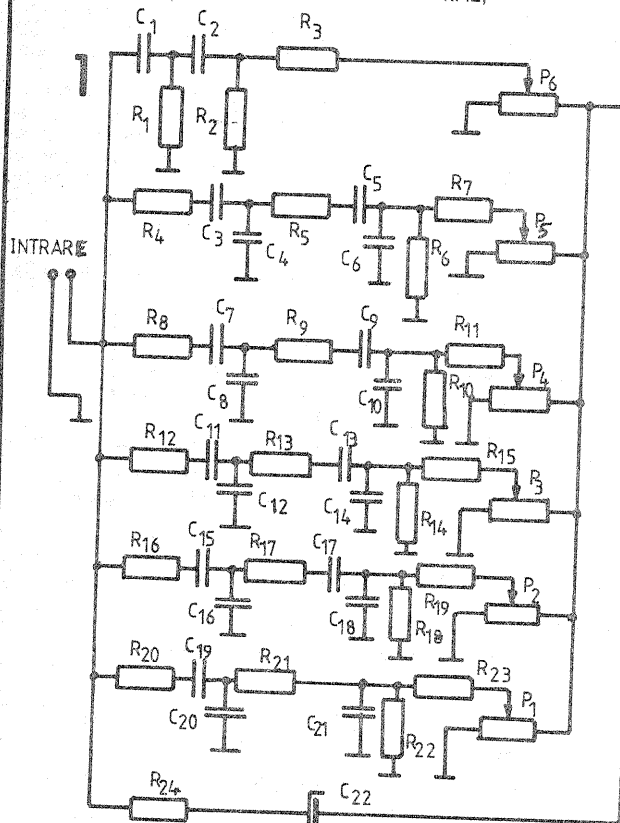 1
C1 C2 R3
R1 R2 P6
C5 R7
R4 C3 R5 P5
C4 C6 R6
INTRARE
R8 C7 R9 C9 R11
C8 C10 R10 P4
R12 C11 R13 C13 R15
C12 C14 R14 P3
R16 C15 R17 C17
C16 C18 R18 R19 P2
R20 C19 R21 R23
C20 C21 R22 P1
R24 C22